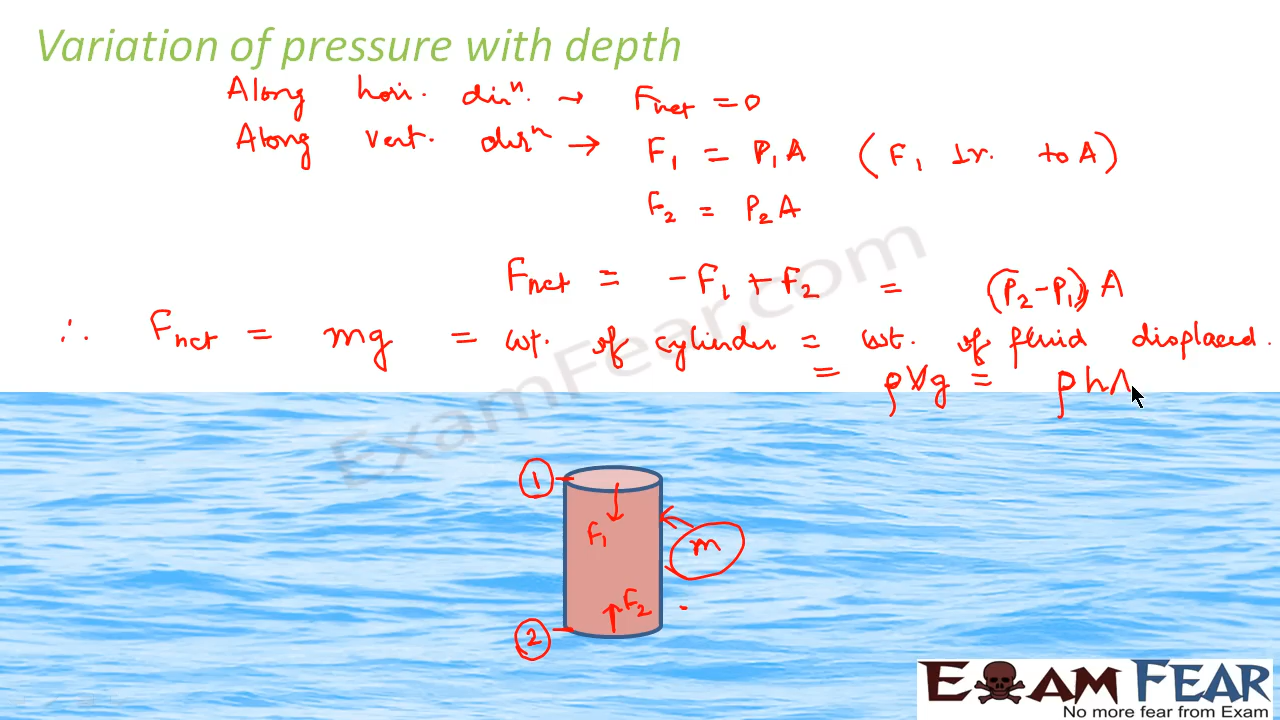 Variation of pressure with depth
Along hori. dirⁿ. → Fnet = 0
Along vert. dirⁿ → F₁ = P₁A (F₁ ⊥r. to A)
F₂ = P₂A
Fnet = -F₁ + F₂ = (P₂-P₁) A
∴ Fnet = mg = wt. of cylinder = wt. of fluid displaced.
= ρVg = ρhA
ExamFear.com
1
F₁
m
F₂
2
EXAM FEAR
No more fear from Exam